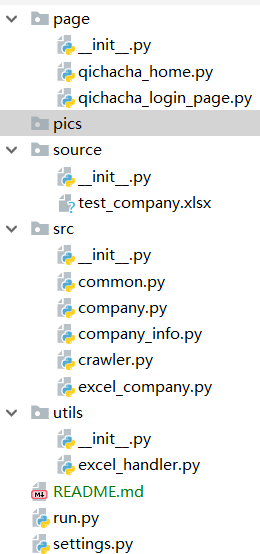 page
__init__.py
qichacha_home.py
qichacha_login_page.py
pics
source
__init__.py
test_company.xlsx
src
__init__.py
common.py
company.py
company_info.py
crawler.py
excel_company.py
utils
__init__.py
excel_handler.py
README.md
run.py
settings.py